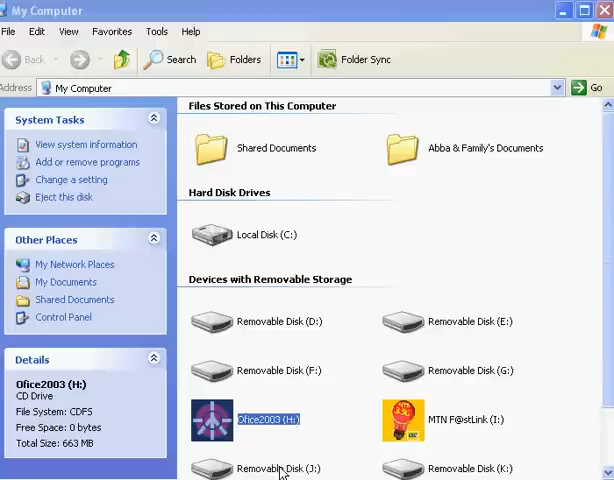 My Computer
File Edit View Favorites Tools Help
Back Search Folders Folder Sync
Address My Computer Go
System Tasks
View system information
Add or remove programs
Change a setting
Eject this disk
Other Places
My Network Places
My Documents
Shared Documents
Control Panel
Details
Ofice2003 (H:)
CD Drive
File System: CDFS
Free Space: 0 bytes
Total Size: 663 MB
Files Stored on This Computer
Shared Documents Abba & Family's Documents
Hard Disk Drives
Local Disk (C:)
Devices with Removable Storage
Removable Disk (D:) Removable Disk (E:)
Removable Disk (F:) Removable Disk (G:)
Ofice2003 (H:) MTN F@stLink (I:)
Removable Disk (J:) Removable Disk (K:)